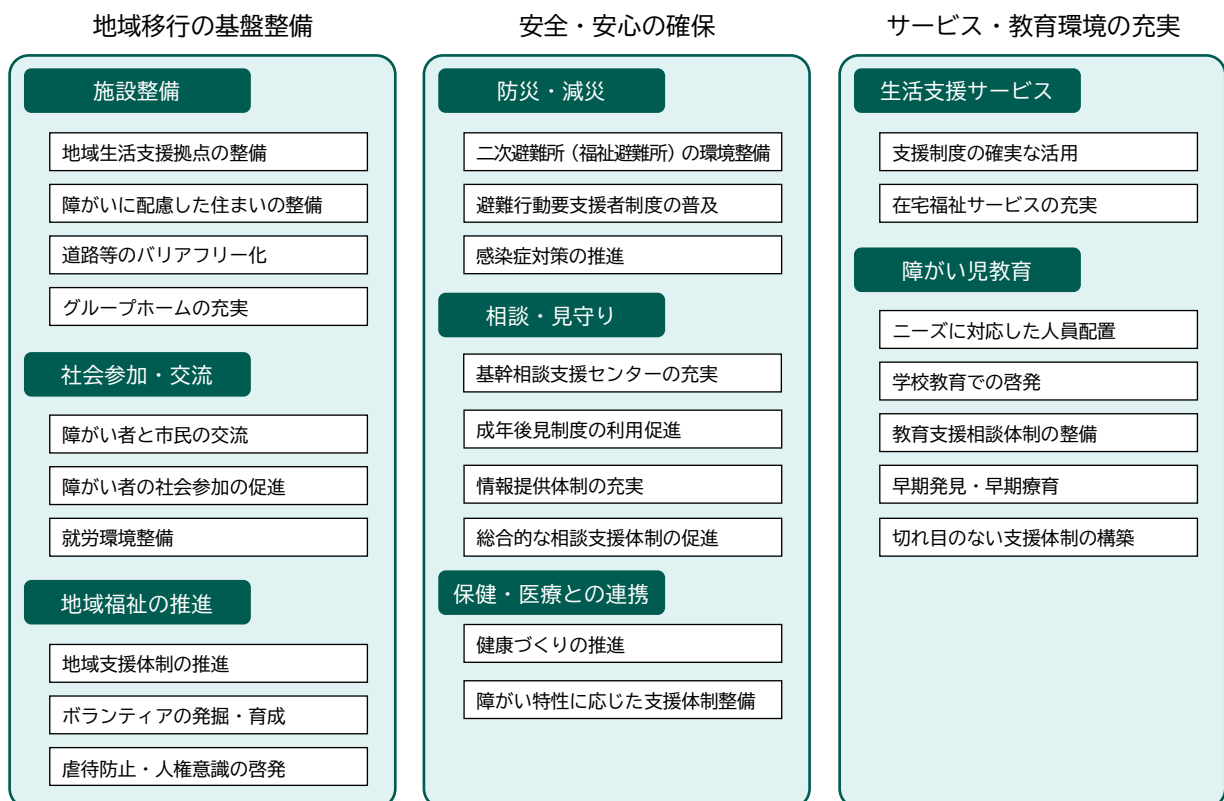 地域移行の基盤整備
施設整備
地域生活支援拠点の整備
障がいに配慮した住まいの整備
道路等のバリアフリー化
グループホームの充実
社会参加・交流
障がい者と市民の交流
障がい者の社会参加の促進
就労環境整備
地域福祉の推進
地域支援体制の推進
ボランティアの発掘・育成
虐待防止・人権意識の啓発
安全・安心の確保
防災・減災
二次避難所（福祉避難所）の環境整備
避難行動要支援者制度の普及
感染症対策の推進
相談・見守り
基幹相談支援センターの充実
成年後見制度の利用促進
情報提供体制の充実
総合的な相談支援体制の促進
保健・医療との連携
健康づくりの推進
障がい特性に応じた支援体制整備
サービス・教育環境の充実
生活支援サービス
支援制度の確実な活用
在宅福祉サービスの充実
障がい児教育
ニーズに対応した人員配置
学校教育での啓発
教育支援相談体制の整備
早期発見・早期療育
切れ目のない支援体制の構築